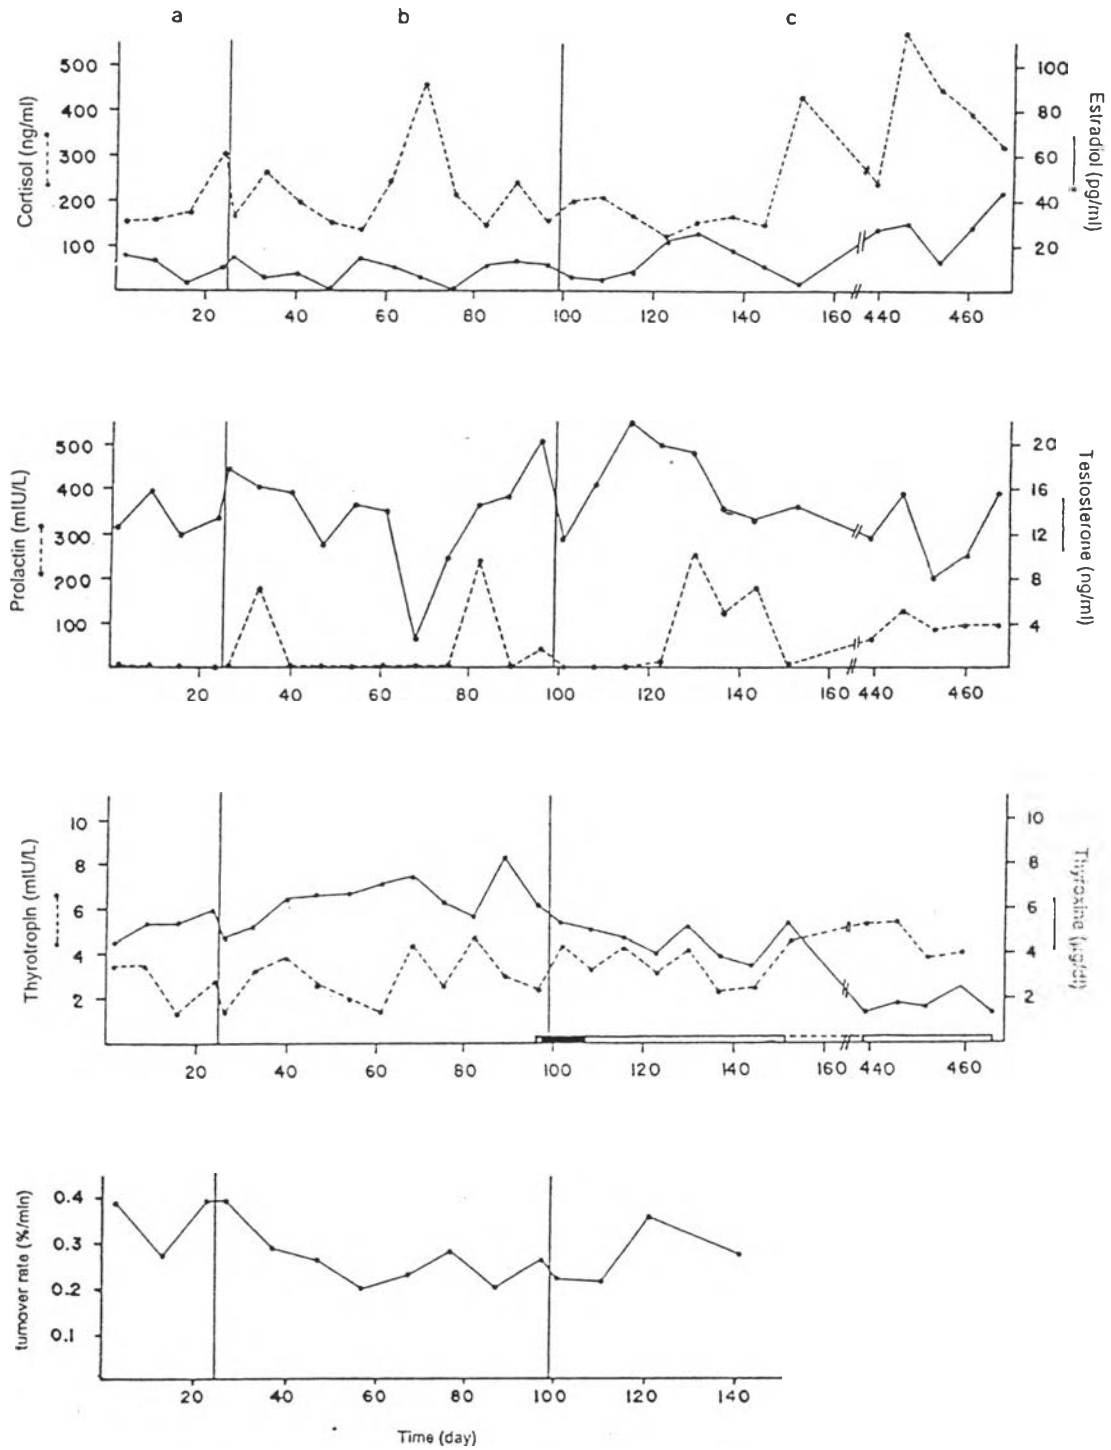 a b c
Cortisol (ng/ml)
500
400
300
200
100
100
80
60
40
20
Estradiol (pg/ml)
20 40 60 80 100 120 140 160 440 460
Prolactin (mIU/L)
500
400
300
200
100
20
16
12
8
4
Testosterone (ng/ml)
20 40 60 80 100 120 140 160 440 460
Thyrotropin (mIU/L)
10
8
6
4
2
10
8
6
4
2
Thyroxine (µg/dl)
20 40 60 80 100 120 140 160 440 460
turnover rate (%/min)
0.4
0.3
0.2
0.1
20 40 60 80 100 120 140
Time (day)